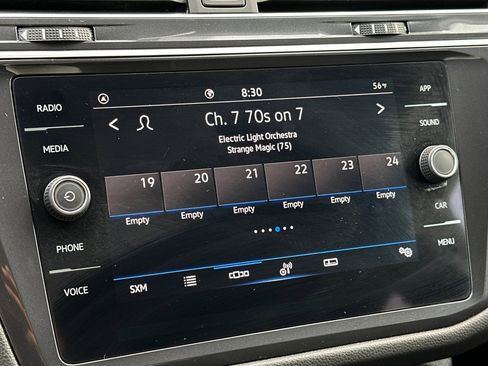 8:30
56°F
RADIO
APP
< Ch. 7 70s on 7 >
MEDIA
SOUND
Electric Light Orchestra
Strange Magic (75)
19 20 21 22 23 24
Empty Empty Empty Empty Empty Empty
PHONE
CAR
MENU
VOICE
SXM